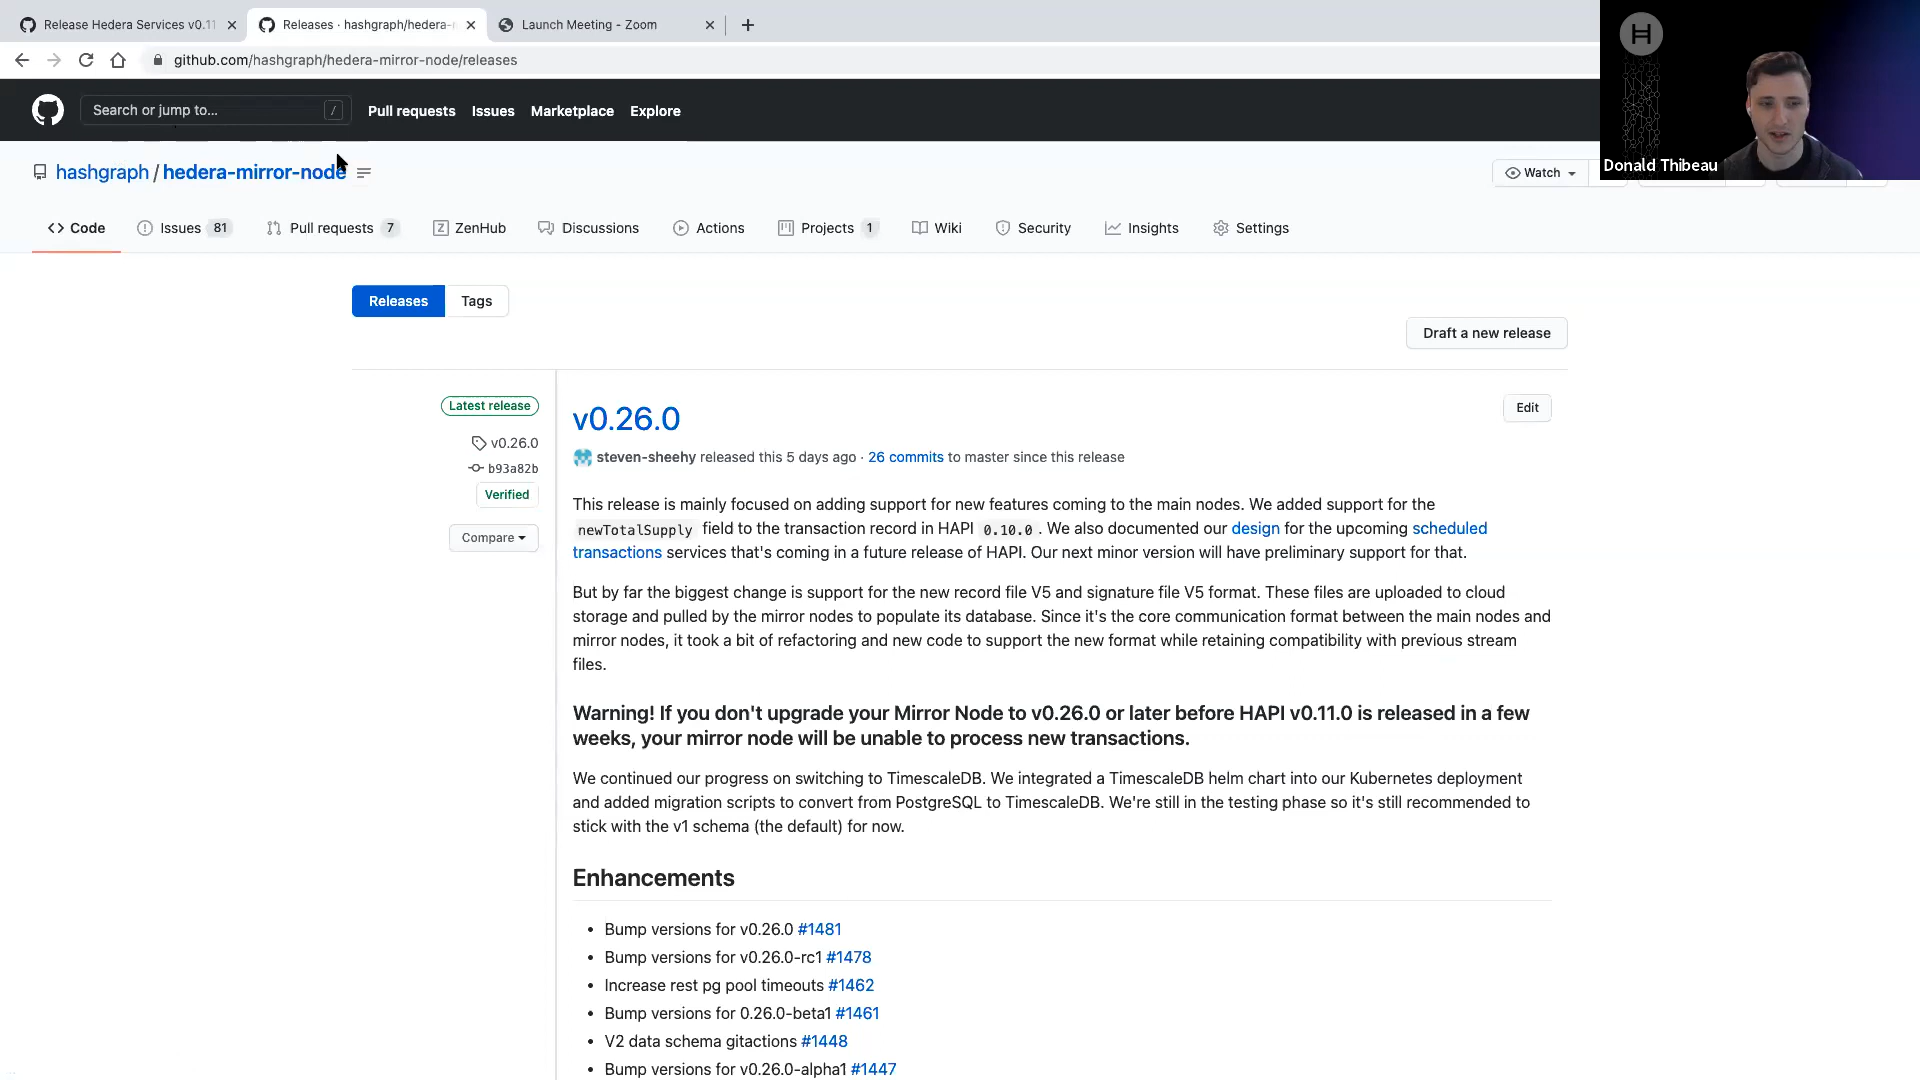 Release Hedera Services v0.11
Releases · hashgraph/hedera-
Launch Meeting - Zoom
github.com/hashgraph/hedera-mirror-node/releases
Search or jump to...
/
Pull requests
Issues
Marketplace
Explore
Donald Thibeau
hashgraph / hedera-mirror-node
Watch
Code
Issues 81
Pull requests 7
ZenHub
Discussions
Actions
Projects 1
Wiki
Security
Insights
Settings
Releases
Tags
Draft a new release
Latest release
v0.26.0
b93a82b
Verified
Compare
v0.26.0
Edit
steven-sheehy released this 5 days ago · 26 commits to master since this release
This release is mainly focused on adding support for new features coming to the main nodes. We added support for the
newTotalSupply field to the transaction record in HAPI 0.10.0. We also documented our design for the upcoming scheduled
transactions services that's coming in a future release of HAPI. Our next minor version will have preliminary support for that.
But by far the biggest change is support for the new record file V5 and signature file V5 format. These files are uploaded to cloud
storage and pulled by the mirror nodes to populate its database. Since it's the core communication format between the main nodes and
mirror nodes, it took a bit of refactoring and new code to support the new format while retaining compatibility with previous stream
files.
Warning! If you don't upgrade your Mirror Node to v0.26.0 or later before HAPI v0.11.0 is released in a few
weeks, your mirror node will be unable to process new transactions.
We continued our progress on switching to TimescaleDB. We integrated a TimescaleDB helm chart into our Kubernetes deployment
and added migration scripts to convert from PostgreSQL to TimescaleDB. We're still in the testing phase so it's still recommended to
stick with the v1 schema (the default) for now.
Enhancements
• Bump versions for v0.26.0 #1481
• Bump versions for v0.26.0-rc1 #1478
• Increase rest pg pool timeouts #1462
• Bump versions for 0.26.0-beta1 #1461
• V2 data schema gitactions #1448
• Bump versions for v0.26.0-alpha1 #1447